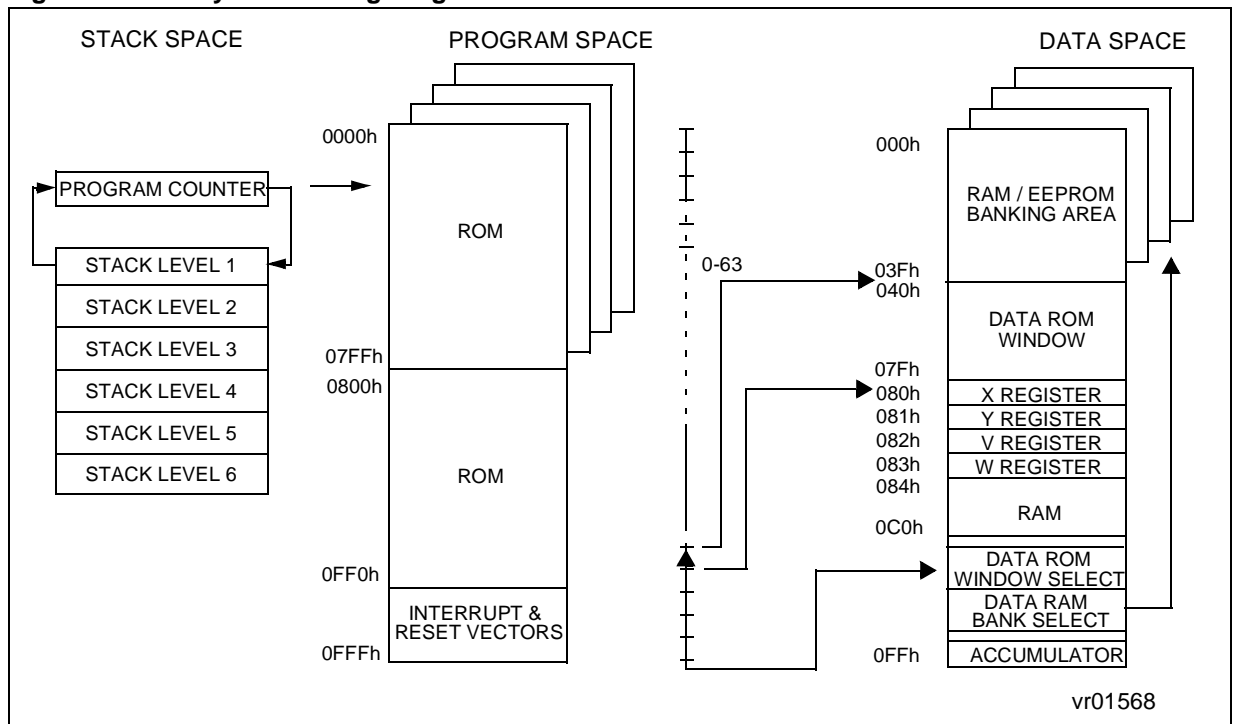 STACK SPACE
PROGRAM SPACE
DATA SPACE
PROGRAM COUNTER
STACK LEVEL 1
STACK LEVEL 2
STACK LEVEL 3
STACK LEVEL 4
STACK LEVEL 5
STACK LEVEL 6
0000h
ROM
07FFh
0800h
ROM
0FF0h
INTERRUPT &
RESET VECTORS
0FFFh
0-63
000h
RAM / EEPROM
BANKING AREA
03Fh
040h
DATA ROM
WINDOW
07Fh
080h
X REGISTER
081h
Y REGISTER
082h
V REGISTER
083h
W REGISTER
084h
RAM
0C0h
DATA ROM
WINDOW SELECT
DATA RAM
BANK SELECT
0FFh
ACCUMULATOR
vr01568